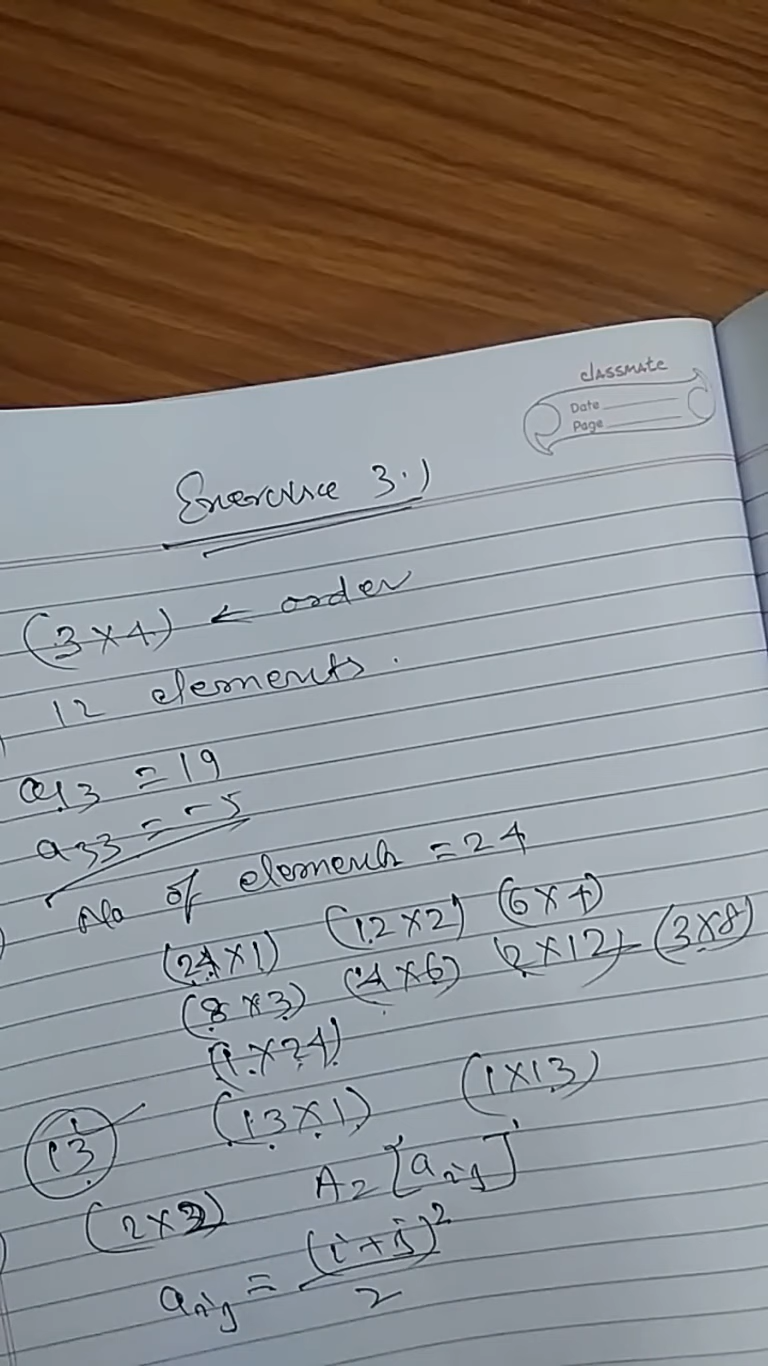 classmate
Date
Page
Exercise 3.1
(3×4) ← order
12 elements.
a13 = 19
a33 = -5
No of elements = 24
(24×1) (12×2) (6×4)
(8×3) (4×6) (2×12) (3×8)
(1×24)
13 (13×1) (1×13)
(2×2) A = [aij]
aij = (i+j)²/2